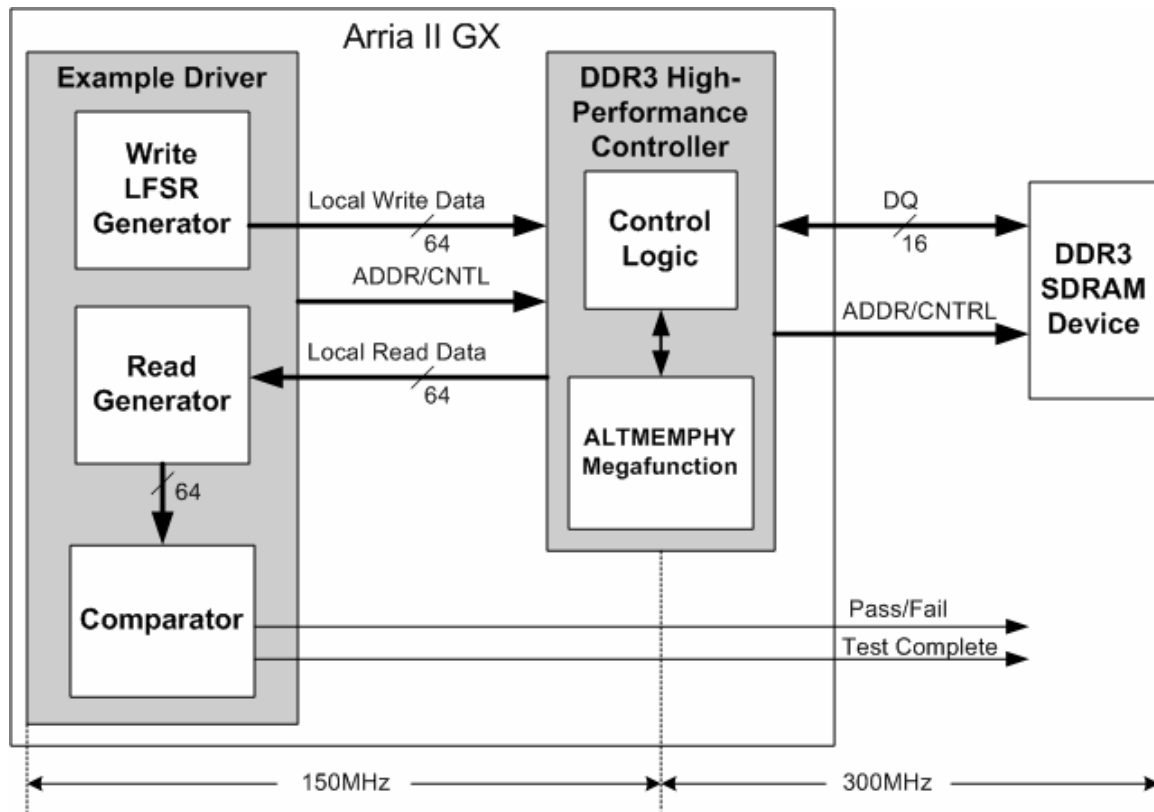 Arria II GX
Example Driver
Write
LFSR
Generator
Read
Generator
64
Comparator
Local Write Data
64
ADDR/CNTL
Local Read Data
64
DDR3 High-
Performance
Controller
Control
Logic
ALTMEMPHY
Megafunction
DQ
16
ADDR/CNTRL
DDR3
SDRAM
Device
Pass/Fail
Test Complete
150MHz
300MHz